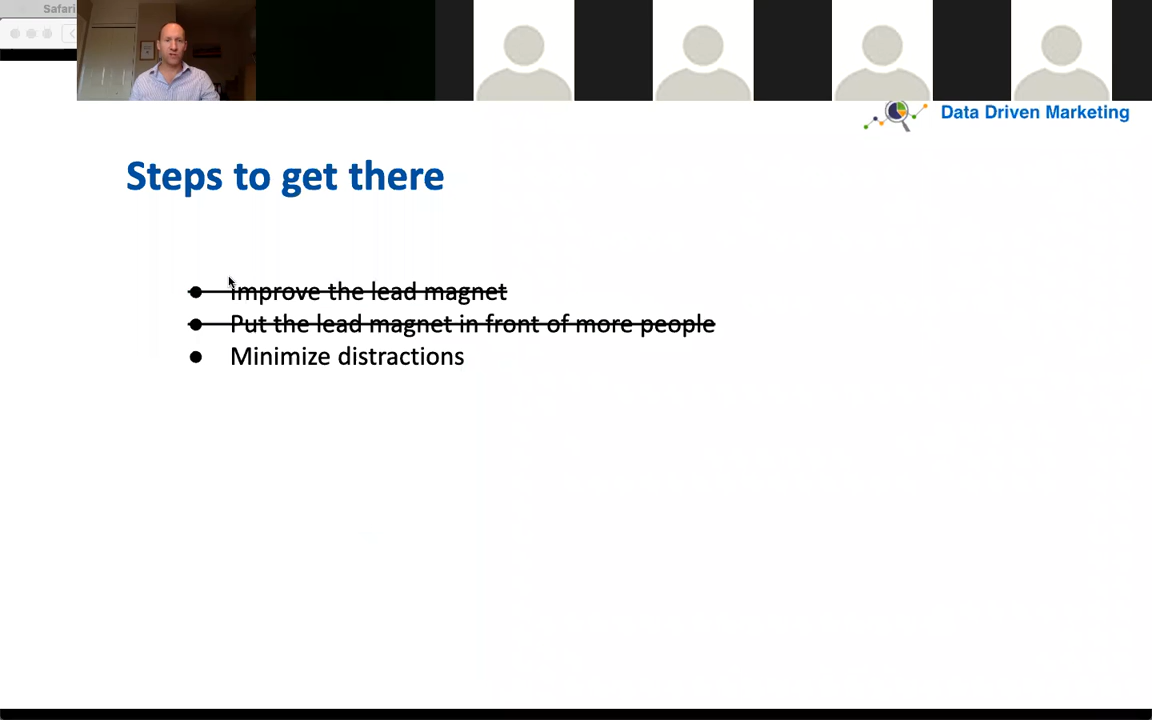 Safari
Data Driven Marketing
Steps to get there
Improve the lead magnet
Put the lead magnet in front of more people
Minimize distractions